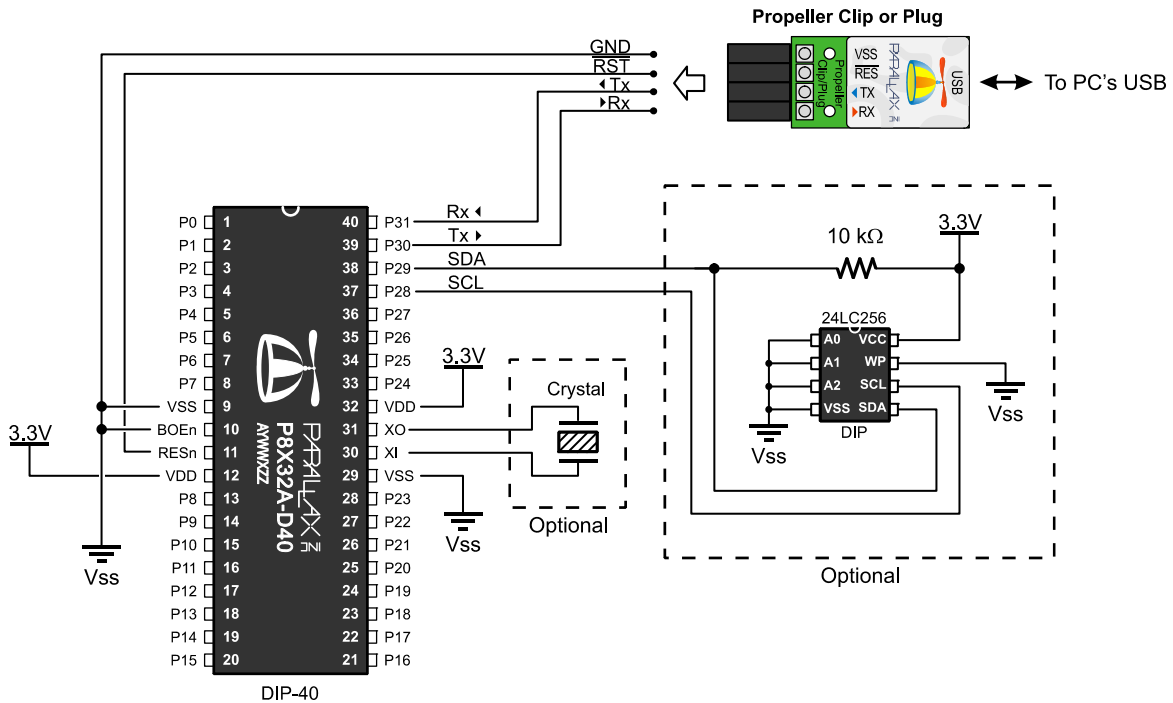 Propeller Clip or Plug
GND
RST
Tx
Rx
Propeller
Clip/Plug
VSS
RES
TX
RX
PARALLAX INC
USB
To PC's USB
P0 1 40 P31 Rx
P1 2 39 P30 Tx
P2 3 38 P29 SDA
P3 4 37 P28 SCL
P4 5 36 P27
P5 6 35 P26
P6 7 34 P25
P7 8 33 P24
VSS 9 32 VDD 3.3V
BOEn 10 31 XO
RESn 11 30 XI
3.3V VDD 12 29 VSS
P8 13 28 P23
P9 14 27 P22
P10 15 26 P21
P11 16 25 P20
P12 17 24 P19
P13 18 23 P18
P14 19 22 P17
P15 20 21 P16
Vss
Vss
PARALLAX INC
P8X32A-D40
AYWWXZZ
DIP-40
Crystal
Optional
10 kΩ
3.3V
24LC256
A0 VCC
A1 WP
A2 SCL
VSS SDA
DIP
Vss
Vss
Optional